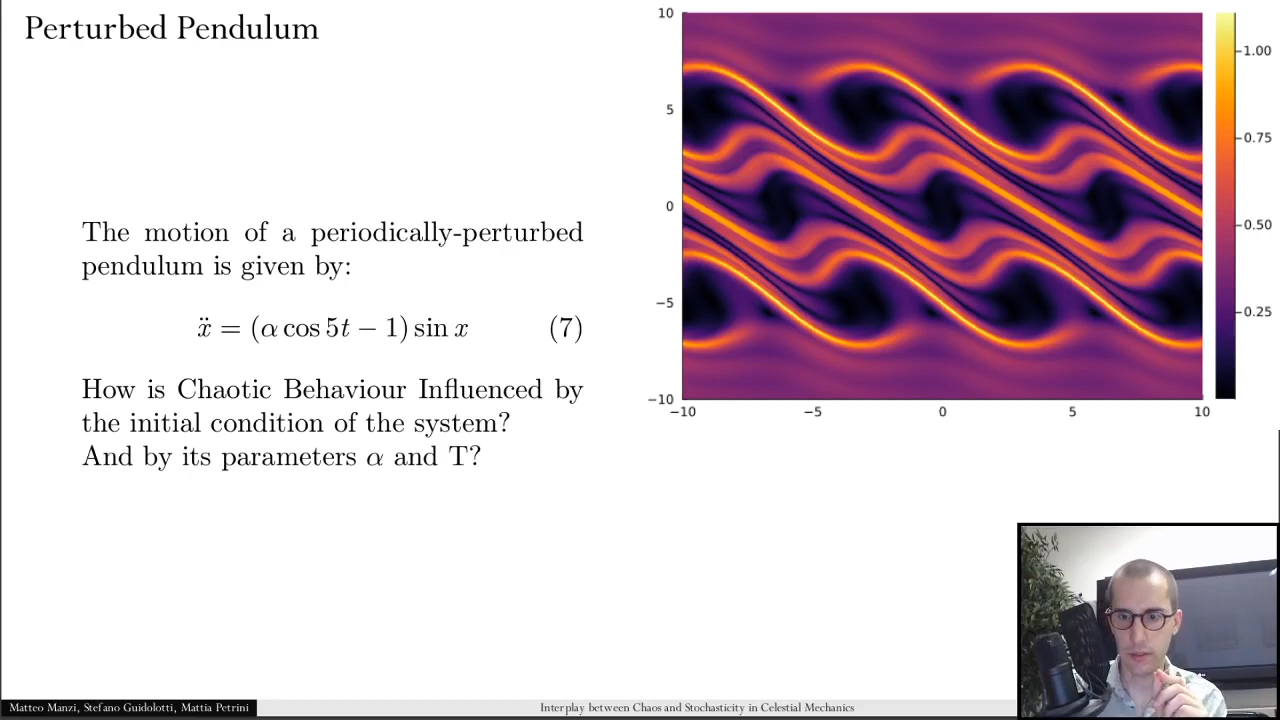 Perturbed Pendulum
The motion of a periodically-perturbed
pendulum is given by:
ẍ = (α cos 5t − 1) sin x (7)
How is Chaotic Behaviour Influenced by
the initial condition of the system?
And by its parameters α and T?
10
5
0
−5
−10
−10 −5 0 5 10
1.00
0.75
0.50
0.25
Matteo Manzi, Stefano Guidolotti, Mattia Petrini
Interplay between Chaos and Stochasticity in Celestial Mechanics